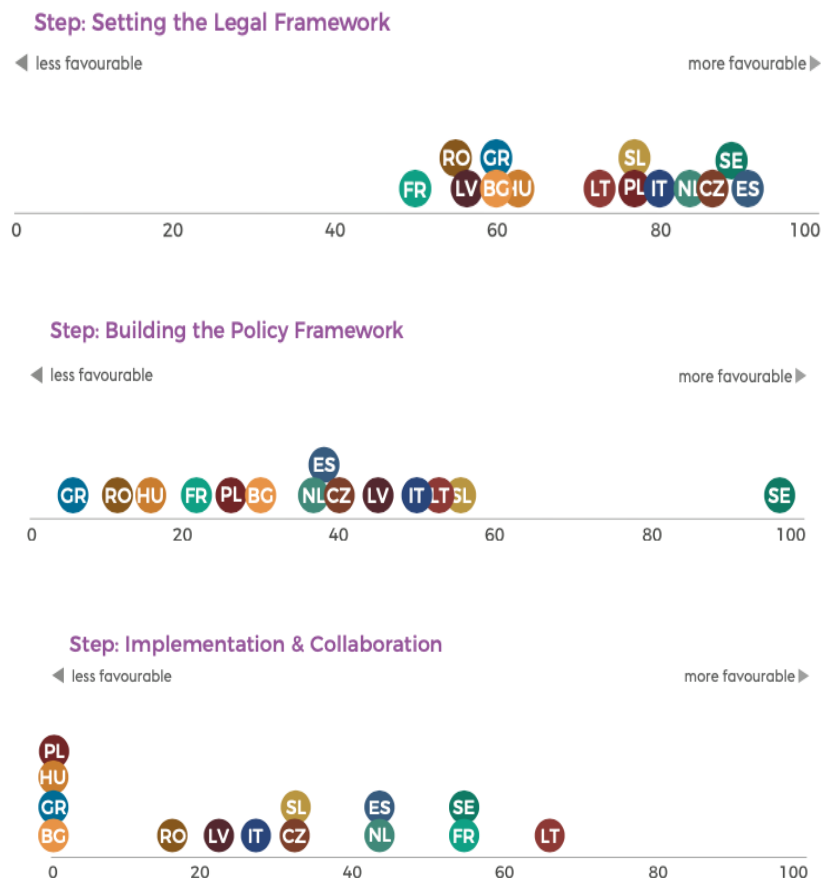 Step: Setting the Legal Framework
less favourable more favourable
RO GR SL SE
FR LV BG HU LT PL IT NL CZ ES
0 20 40 60 80 100
Step: Building the Policy Framework
less favourable more favourable
ES
GR RO HU FR PL BG NL CZ LV IT LT SL SE
0 20 40 60 80 100
Step: Implementation & Collaboration
less favourable more favourable
PL
HU
GR SL ES SE
BG RO LV IT CZ NL FR LT
0 20 40 60 80 100